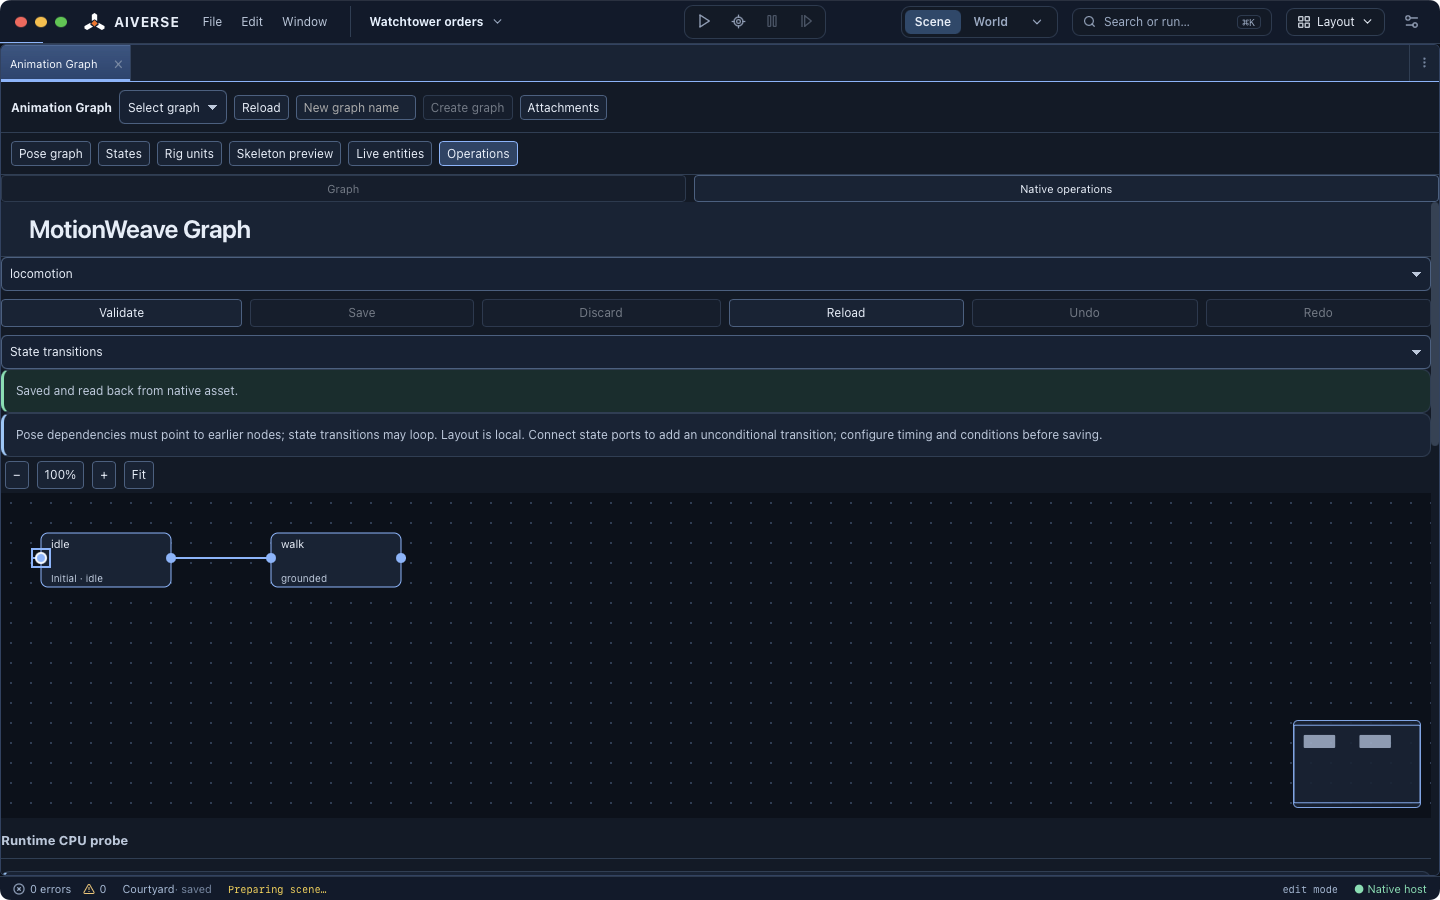 AIVERSE File Edit Window Watchtower orders Scene World Search or run... ⌘K Layout
Animation Graph
Animation Graph Select graph Reload New graph name Create graph Attachments
Pose graph States Rig units Skeleton preview Live entities Operations
Graph Native operations
MotionWeave Graph
locomotion
Validate Save Discard Reload Undo Redo
State transitions
Saved and read back from native asset.
Pose dependencies must point to earlier nodes; state transitions may loop. Layout is local. Connect state ports to add an unconditional transition; configure timing and conditions before saving.
− 100% + Fit
idle walk
Initial · idle grounded
Runtime CPU probe
0 errors 0 Courtyard · saved Preparing scene… edit mode Native host